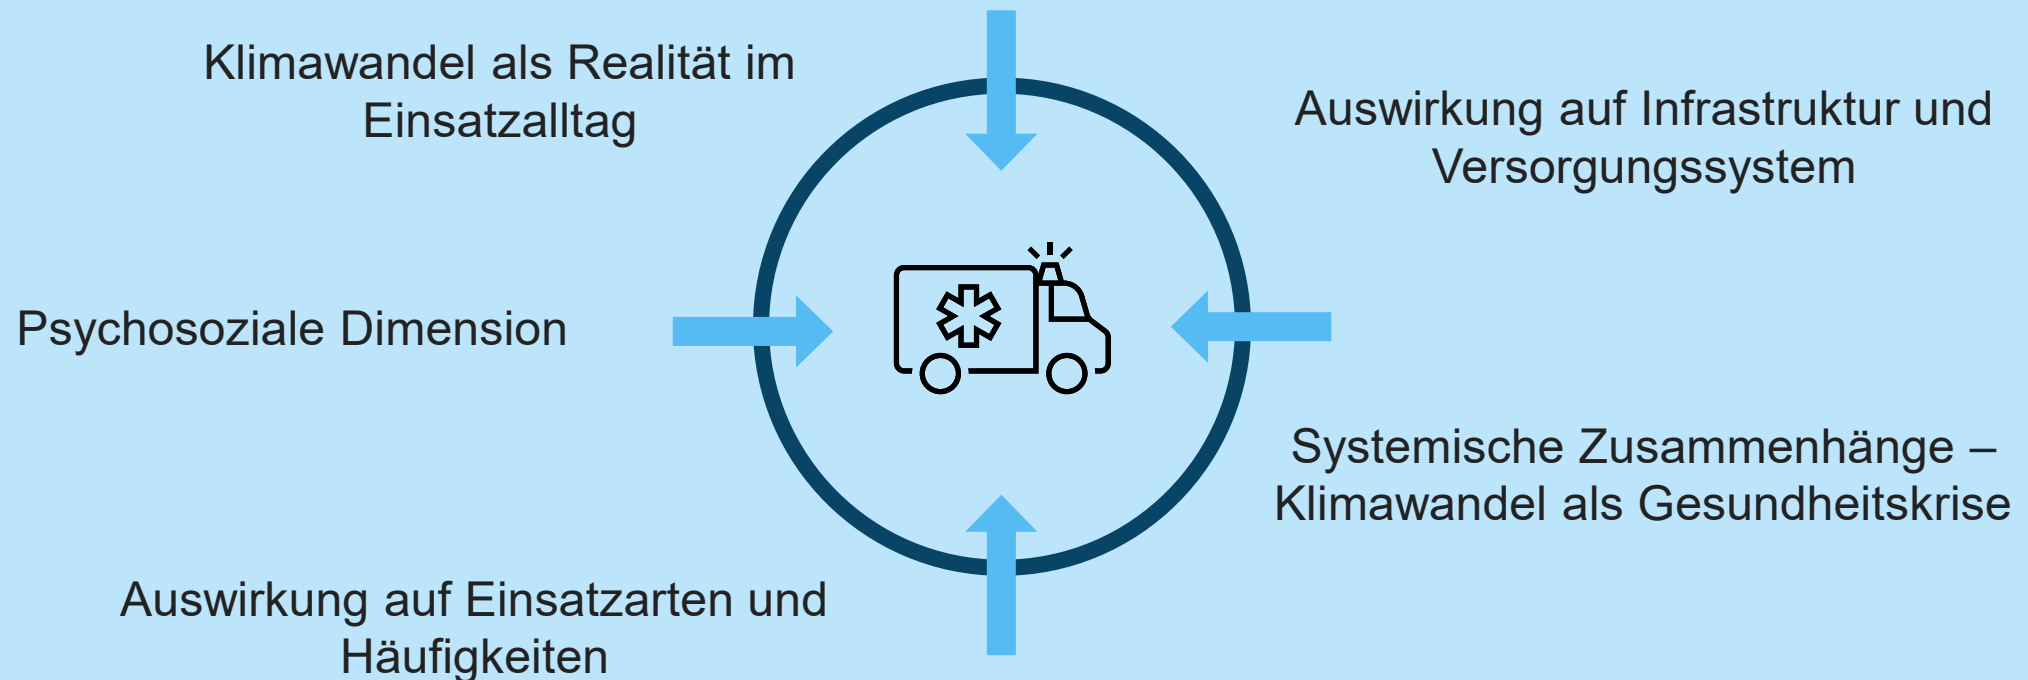 Klimawandel als Realität im
Einsatzalltag
Auswirkung auf Infrastruktur und
Versorgungssystem
Psychosoziale Dimension
Systemische Zusammenhänge –
Klimawandel als Gesundheitskrise
Auswirkung auf Einsatzarten und
Häufigkeiten